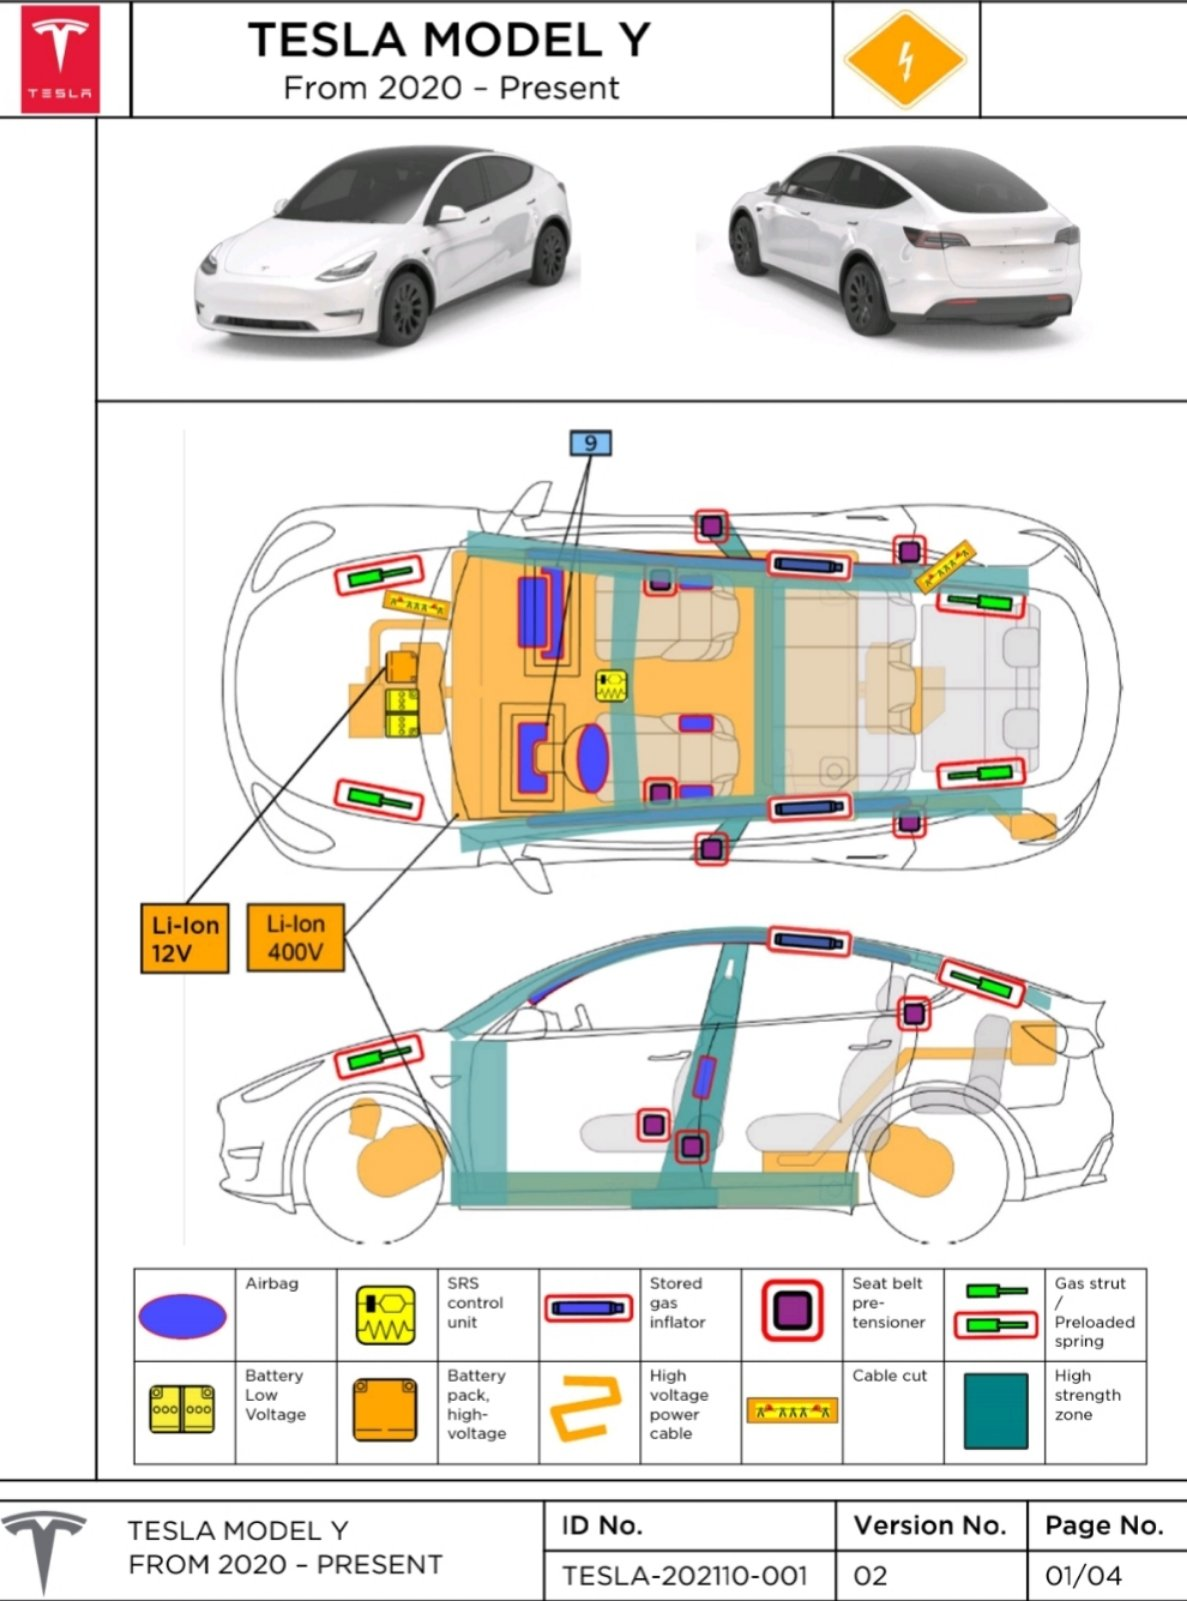 TESLA
TESLA MODEL Y
From 2020 – Present
9
Li-Ion
12V
Li-Ion
400V
Airbag
SRS
control
unit
Stored
gas
inflator
Seat belt
pre-
tensioner
Gas strut
/
Preloaded
spring
Battery
Low
Voltage
Battery
pack,
high-
voltage
High
voltage
power
cable
Cable cut
High
strength
zone
TESLA MODEL Y
FROM 2020 – PRESENT
ID No.
Version No.
Page No.
TESLA-202110-001
02
01/04